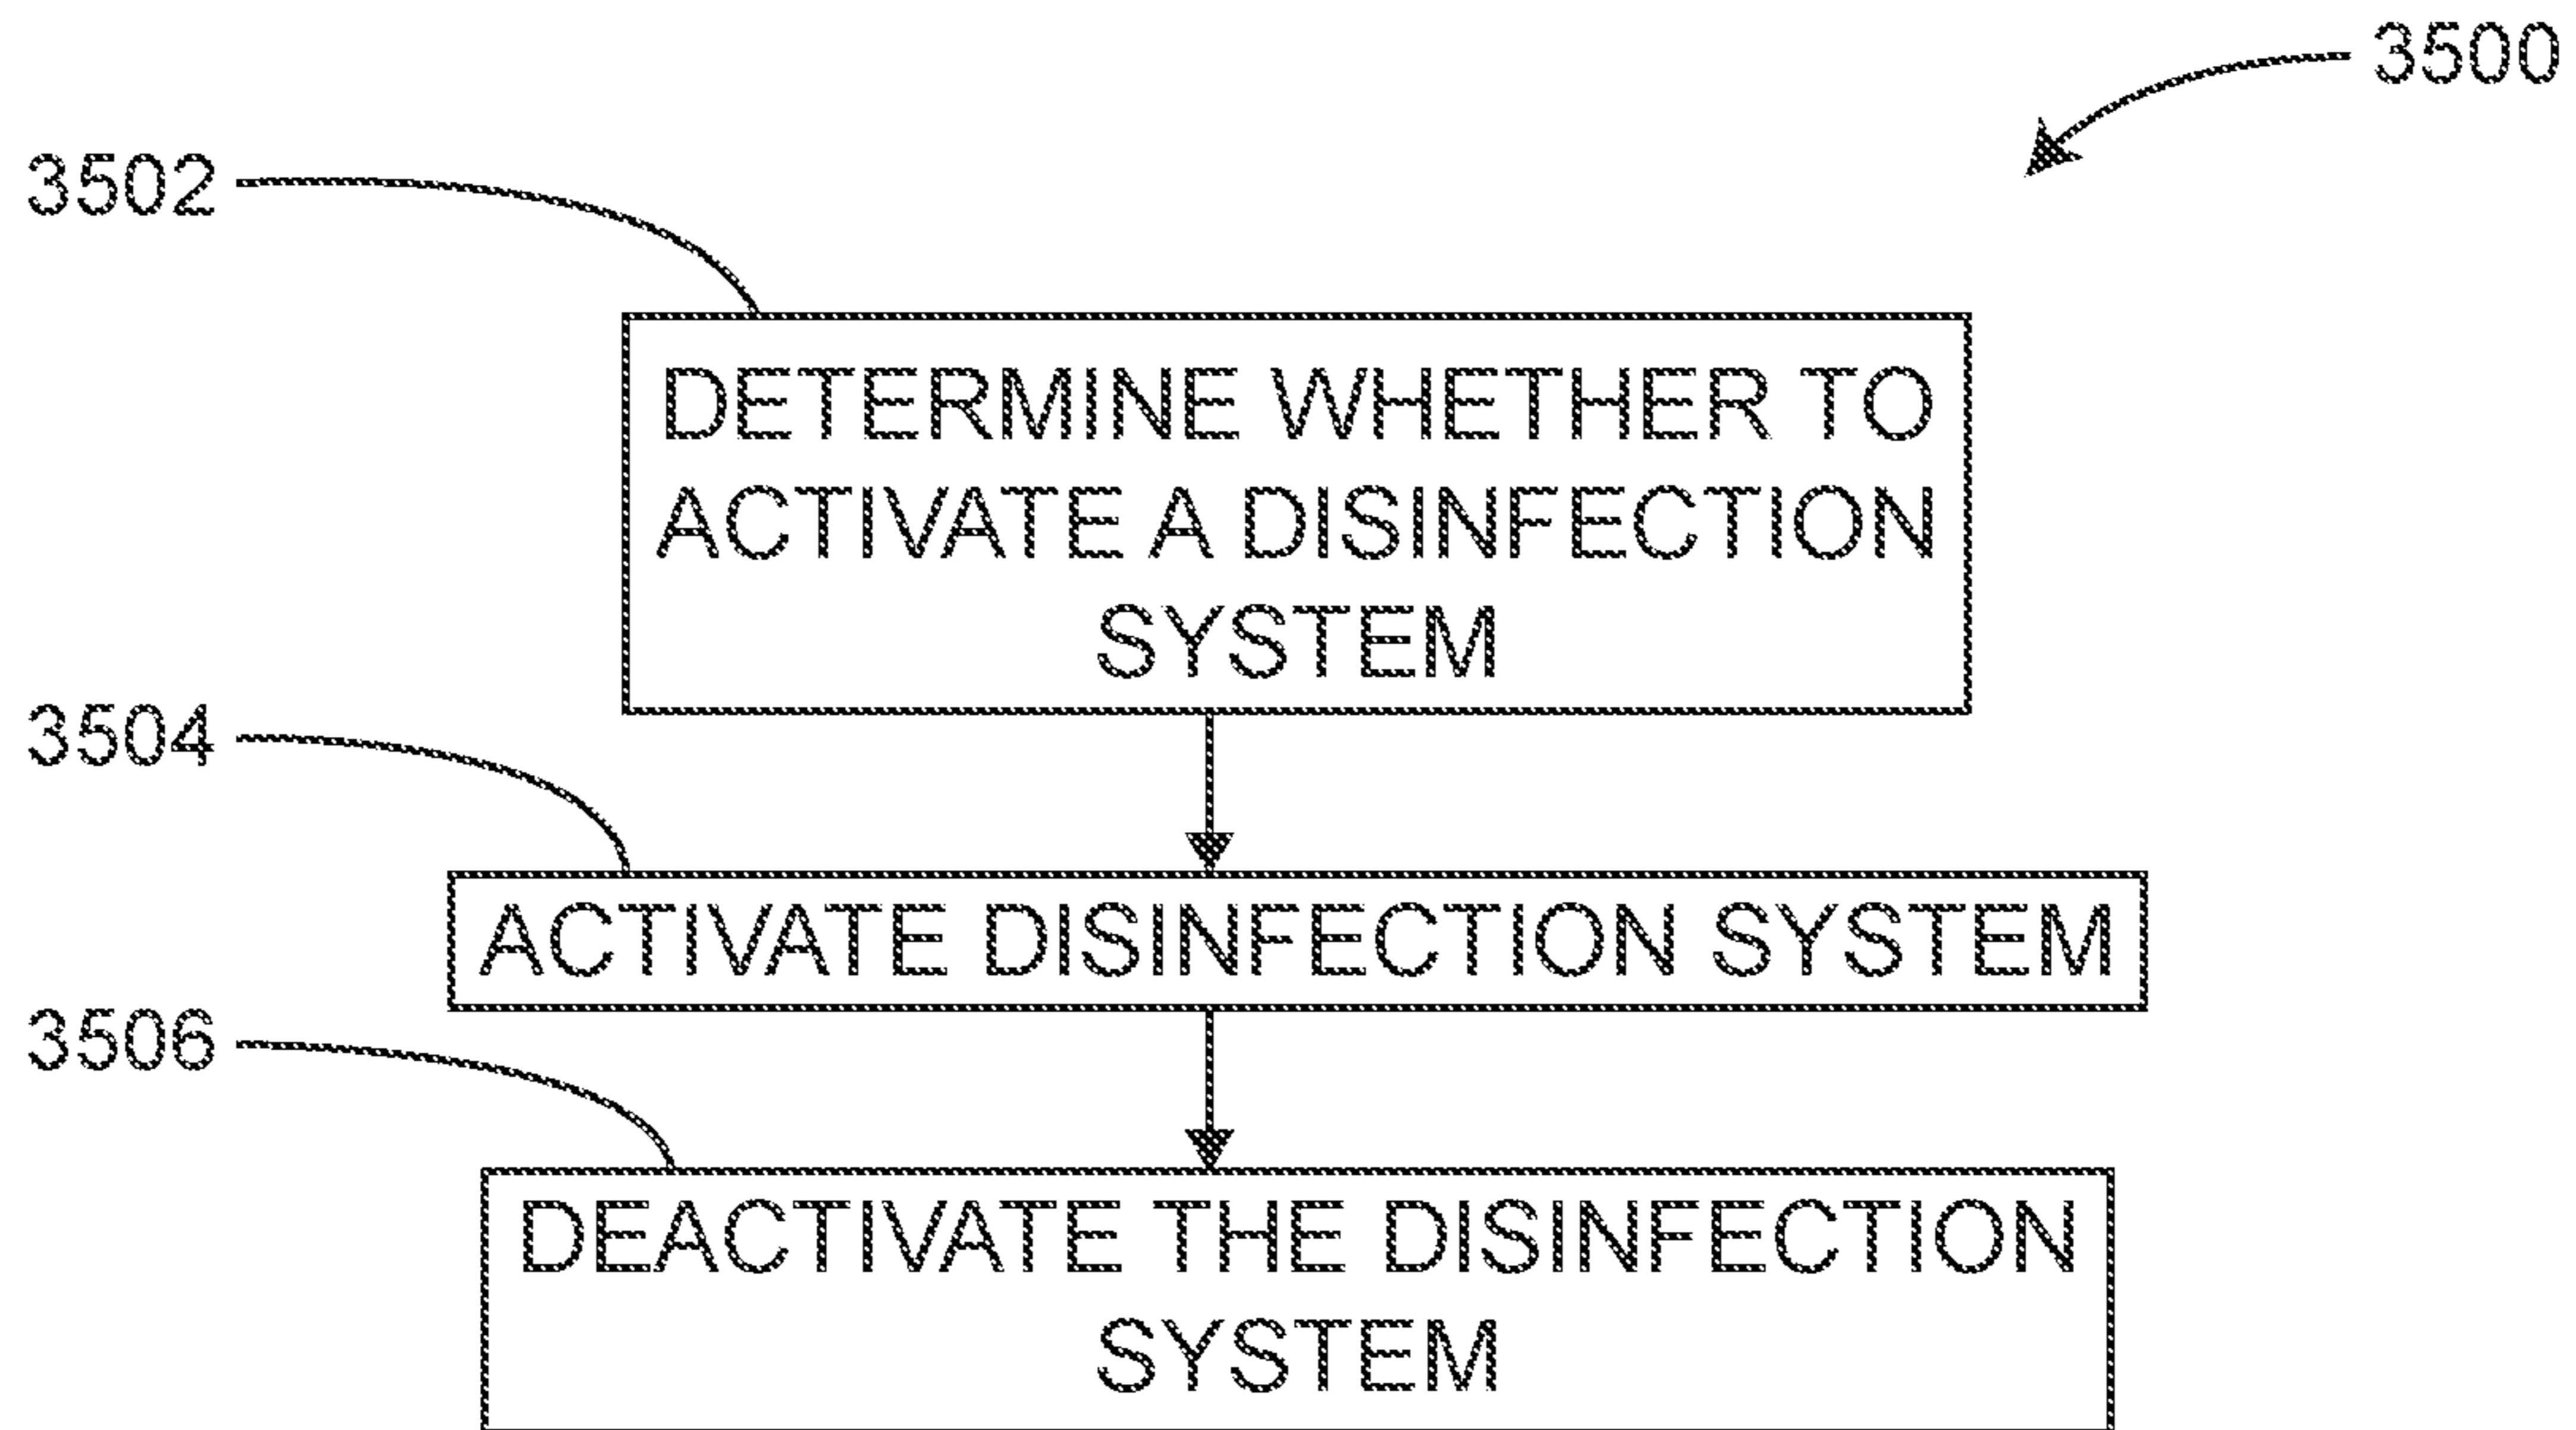 3500
3502
DETERMINE WHETHER TO
ACTIVATE A DISINFECTION
SYSTEM
3504
ACTIVATE DISINFECTION SYSTEM
3506
DEACTIVATE THE DISINFECTION
SYSTEM